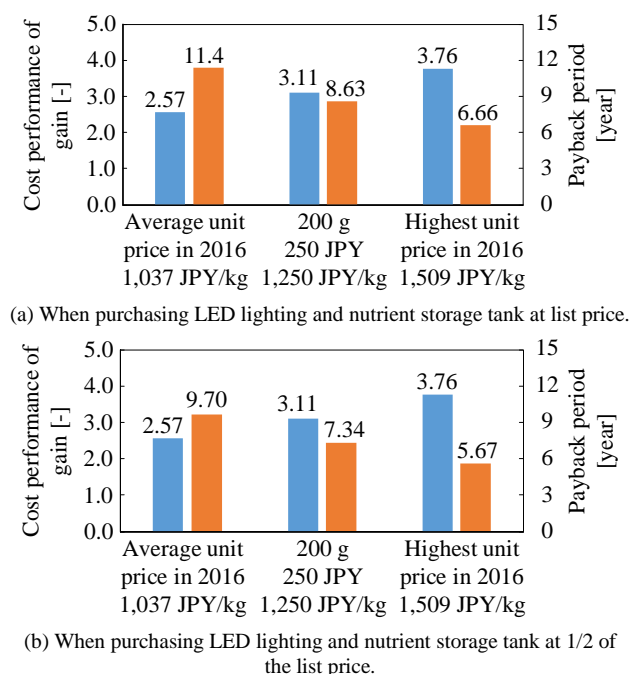 Cost performance of
gain [-]
5.0
4.0
3.0
2.0
1.0
0.0
2.57
11.4
3.11
8.63
3.76
6.66
15
12
9
6
3
0
Payback period
[year]
Average unit
price in 2016
1,037 JPY/kg
200 g
250 JPY
1,250 JPY/kg
Highest unit
price in 2016
1,509 JPY/kg
(a) When purchasing LED lighting and nutrient storage tank at list price.
Cost performance of
gain [-]
5.0
4.0
3.0
2.0
1.0
0.0
2.57
9.70
3.11
7.34
3.76
5.67
15
12
9
6
3
0
Payback period
[year]
Average unit
price in 2016
1,037 JPY/kg
200 g
250 JPY
1,250 JPY/kg
Highest unit
price in 2016
1,509 JPY/kg
(b) When purchasing LED lighting and nutrient storage tank at 1/2 of
the list price.